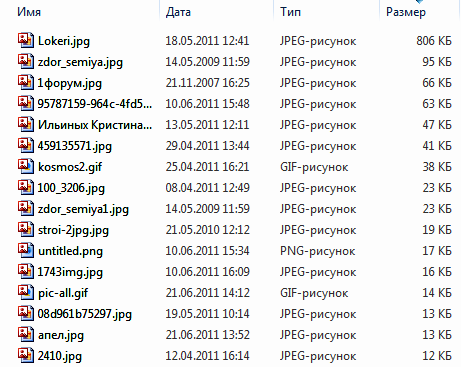 Имя Дата Тип Размер
Lokeri.jpg 18.05.2011 12:41 JPEG-рисунок 806 КБ
zdor_semiya.jpg 14.05.2009 11:59 JPEG-рисунок 95 КБ
1форум.jpg 21.11.2007 16:25 JPEG-рисунок 66 КБ
95787159-964c-4fd5... 10.06.2011 15:48 JPEG-рисунок 63 КБ
Ильиных Кристина... 13.05.2011 12:11 JPEG-рисунок 47 КБ
459135571.jpg 29.04.2011 13:44 JPEG-рисунок 41 КБ
kosmos2.gif 25.04.2011 16:21 GIF-рисунок 38 КБ
100_3206.jpg 08.04.2011 12:49 JPEG-рисунок 23 КБ
zdor_semiya1.jpg 14.05.2009 11:59 JPEG-рисунок 23 КБ
stroi-2jpg.jpg 21.05.2010 12:12 JPEG-рисунок 19 КБ
untitled.png 10.06.2011 15:34 PNG-рисунок 17 КБ
1743img.jpg 10.06.2011 16:09 JPEG-рисунок 16 КБ
pic-all.gif 21.06.2011 14:12 GIF-рисунок 14 КБ
08d961b75297.jpg 19.05.2011 10:14 JPEG-рисунок 13 КБ
апел.jpg 21.06.2011 13:52 JPEG-рисунок 13 КБ
2410.jpg 12.04.2011 16:14 JPEG-рисунок 12 КБ